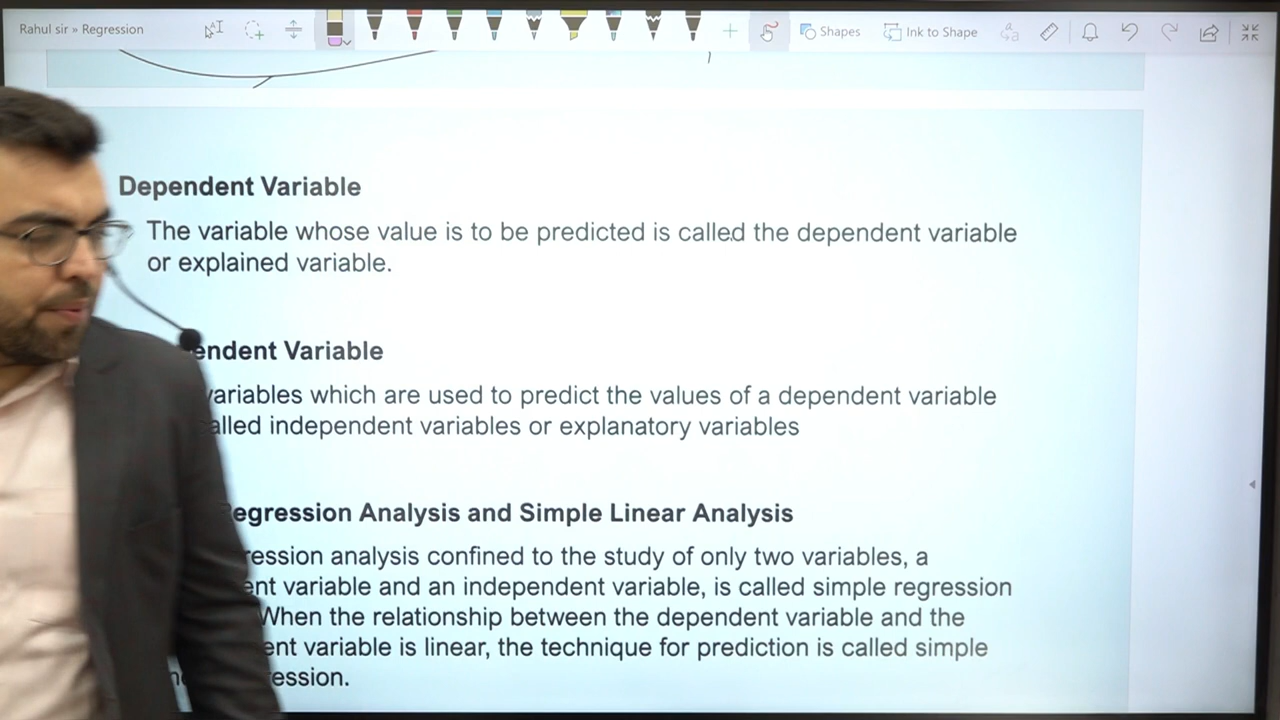 Rahul sir » Regression
Shapes
Ink to Shape
Dependent Variable
The variable whose value is to be predicted is called the dependent variable
or explained variable.
endent Variable
variables which are used to predict the values of a dependent variable
alled independent variables or explanatory variables
egression Analysis and Simple Linear Analysis
ression analysis confined to the study of only two variables, a
ent variable and an independent variable, is called simple regression
When the relationship between the dependent variable and the
ent variable is linear, the technique for prediction is called simple
ession.